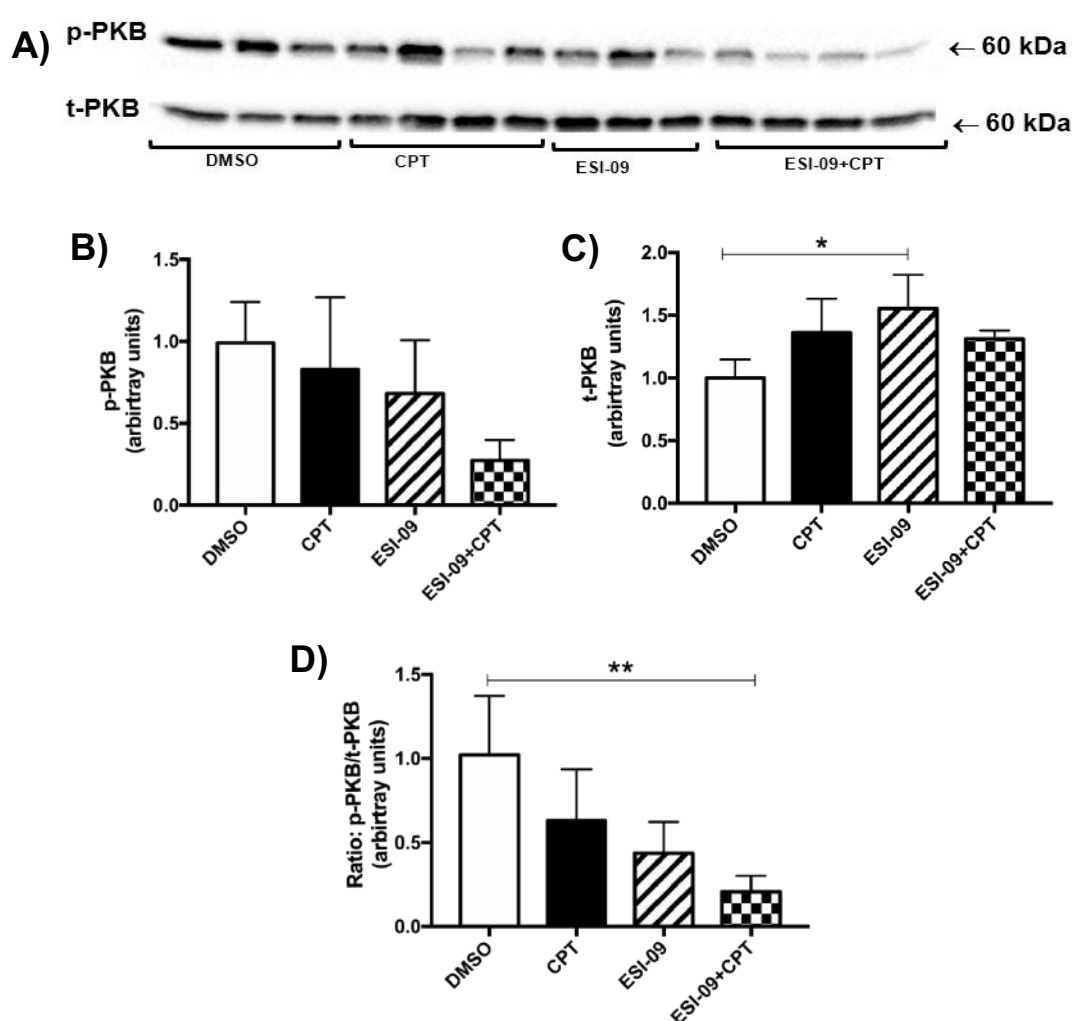 A)
p-PKB
← 60 kDa
t-PKB
← 60 kDa
DMSO CPT ESI-09 ESI-09+CPT
B)
p-PKB
(arbirtray units)
1.5
1.0
0.5
0.0
DMSO
CPT
ESI-09
ESI-09+CPT
C)
t-PKB
(arbirtray units)
2.0
1.5
1.0
0.5
0.0
*
DMSO
CPT
ESI-09
ESI-09+CPT
D)
Ratio: p-PKB/t-PKB
(arbirtray units)
1.5
1.0
0.5
0.0
**
DMSO
CPT
ESI-09
ESI-09+CPT